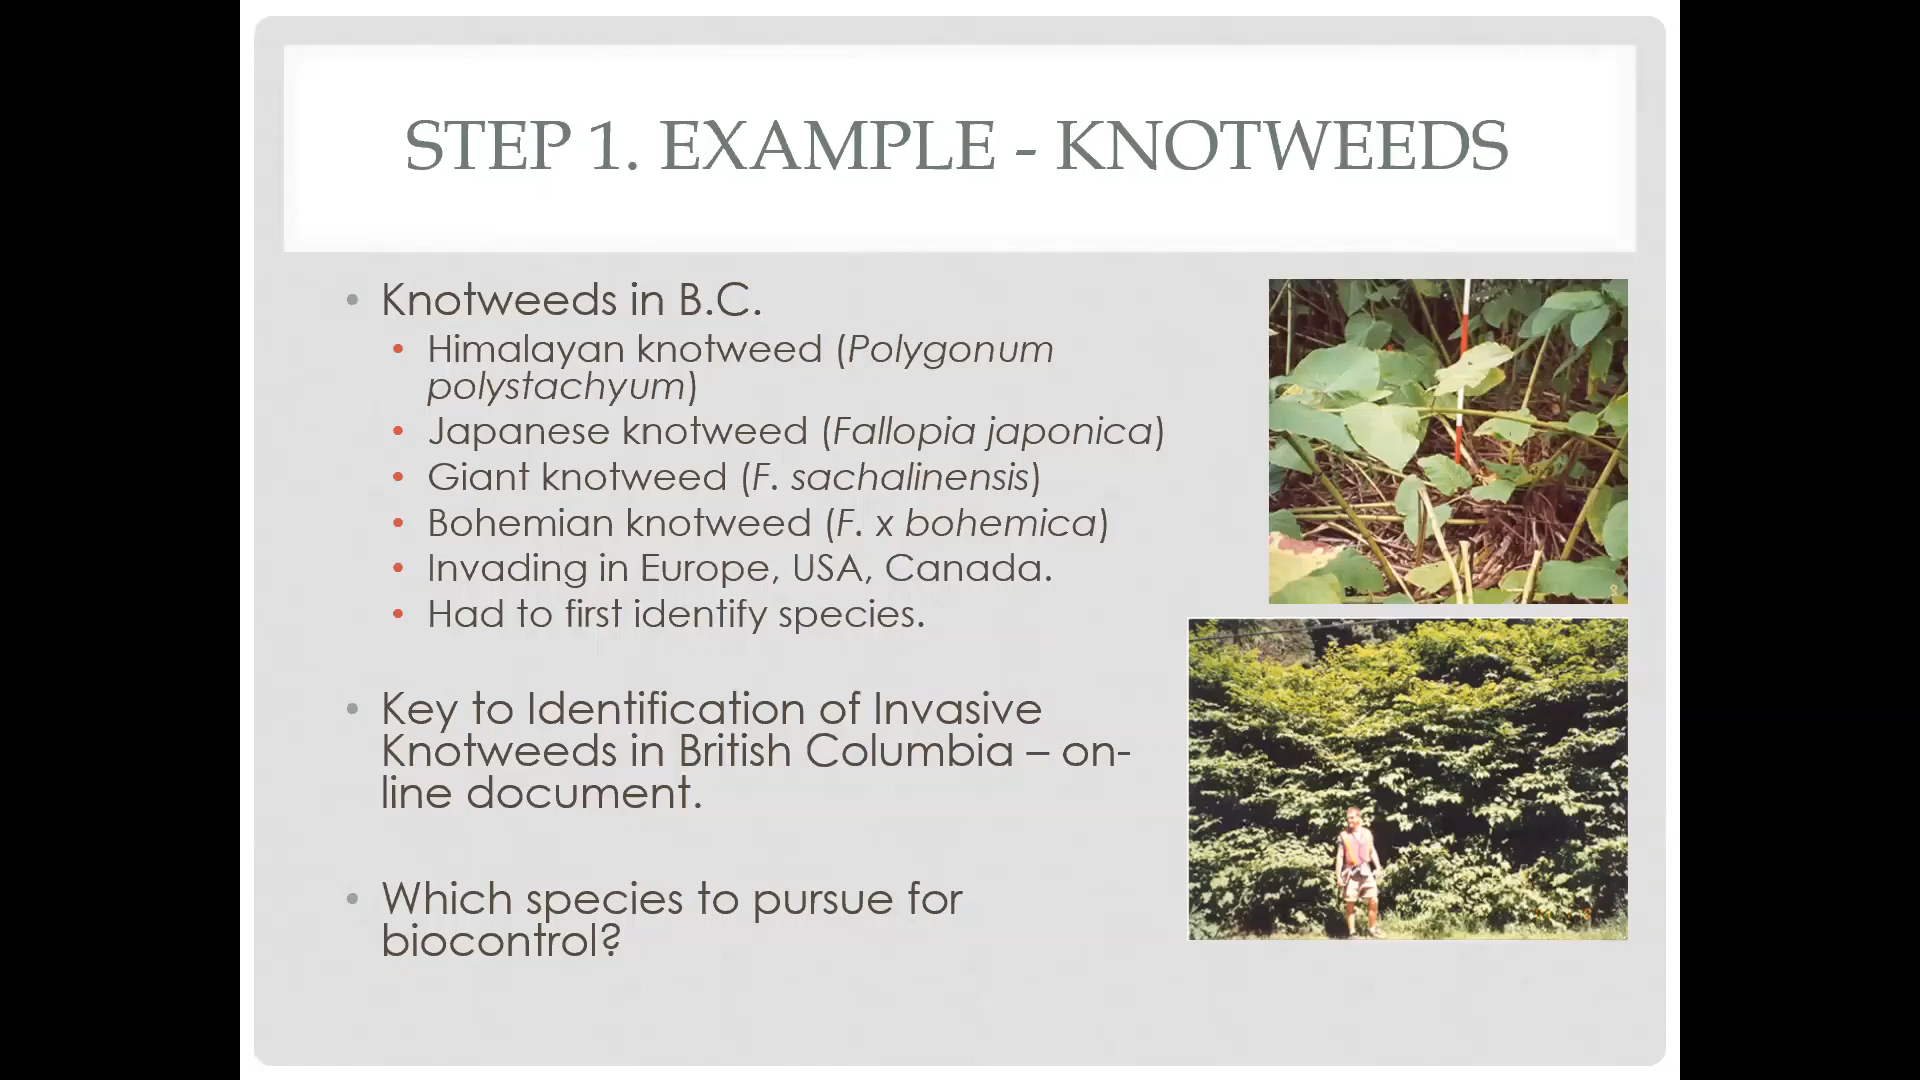 STEP 1. EXAMPLE - KNOTWEEDS
• Knotweeds in B.C.
• Himalayan knotweed (Polygonum
polystachyum)
• Japanese knotweed (Fallopia japonica)
• Giant knotweed (F. sachalinensis)
• Bohemian knotweed (F. x bohemica)
• Invading in Europe, USA, Canada.
• Had to first identify species.
• Key to Identification of Invasive
Knotweeds in British Columbia – on-
line document.
• Which species to pursue for
biocontrol?